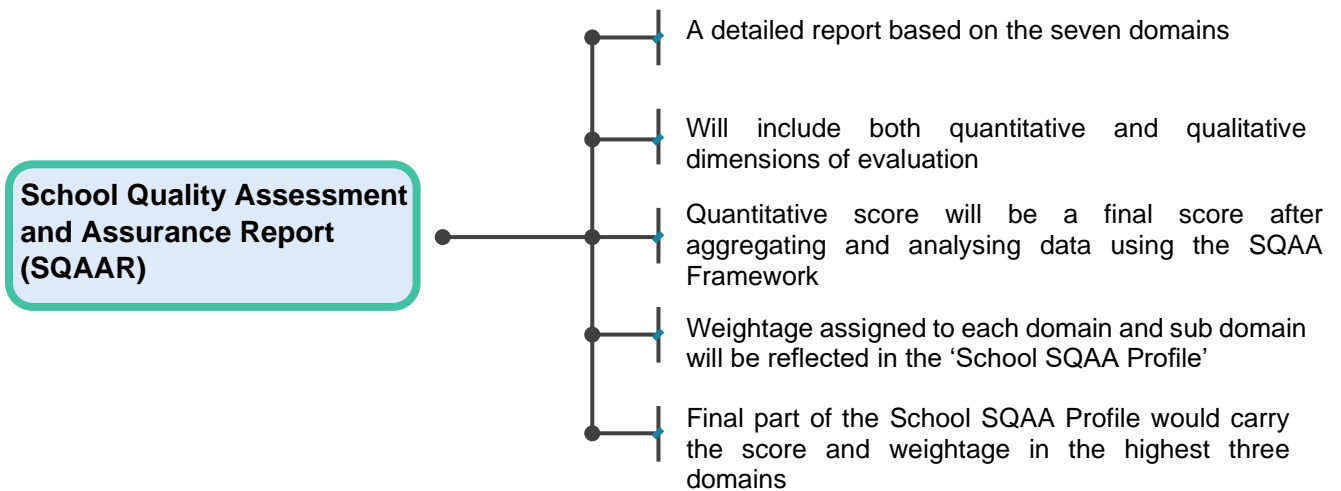 School Quality Assessment
and Assurance Report
(SQAAR)
A detailed report based on the seven domains
Will include both quantitative and qualitative
dimensions of evaluation
Quantitative score will be a final score after
aggregating and analysing data using the SQAA
Framework
Weightage assigned to each domain and sub domain
will be reflected in the ‘School SQAA Profile’
Final part of the School SQAA Profile would carry
the score and weightage in the highest three
domains